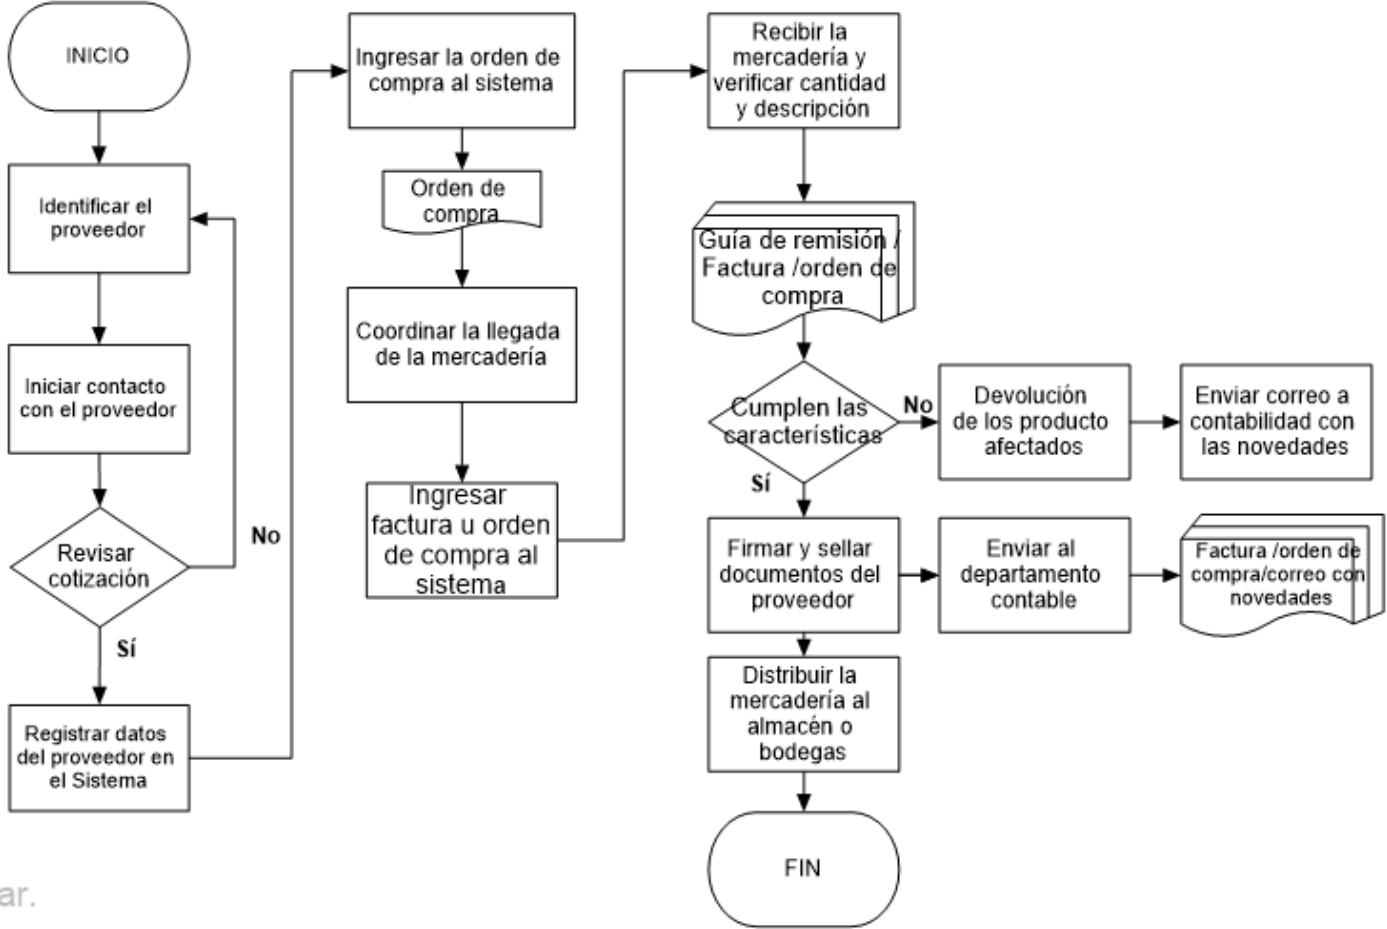 INICIO
Identificar el
proveedor
Iniciar contacto
con el proveedor
Revisar
cotización
No
Sí
Registrar datos
del proveedor en
el Sistema
Ingresar la orden de
compra al sistema
Orden de
compra
Coordinar la llegada
de la mercadería
Ingresar
factura u orden
de compra al
sistema
Recibir la
mercadería y
verificar cantidad
y descripción
Guía de remisión /
Factura /orden de
compra
Cumplen las
características
No
Devolución
de los producto
afectados
Enviar correo a
contabilidad con
las novedades
Sí
Firmar y sellar
documentos del
proveedor
Enviar al
departamento
contable
Factura /orden de
compra/correo con
novedades
Distribuir la
mercadería al
almacén o
bodegas
FIN
ar.